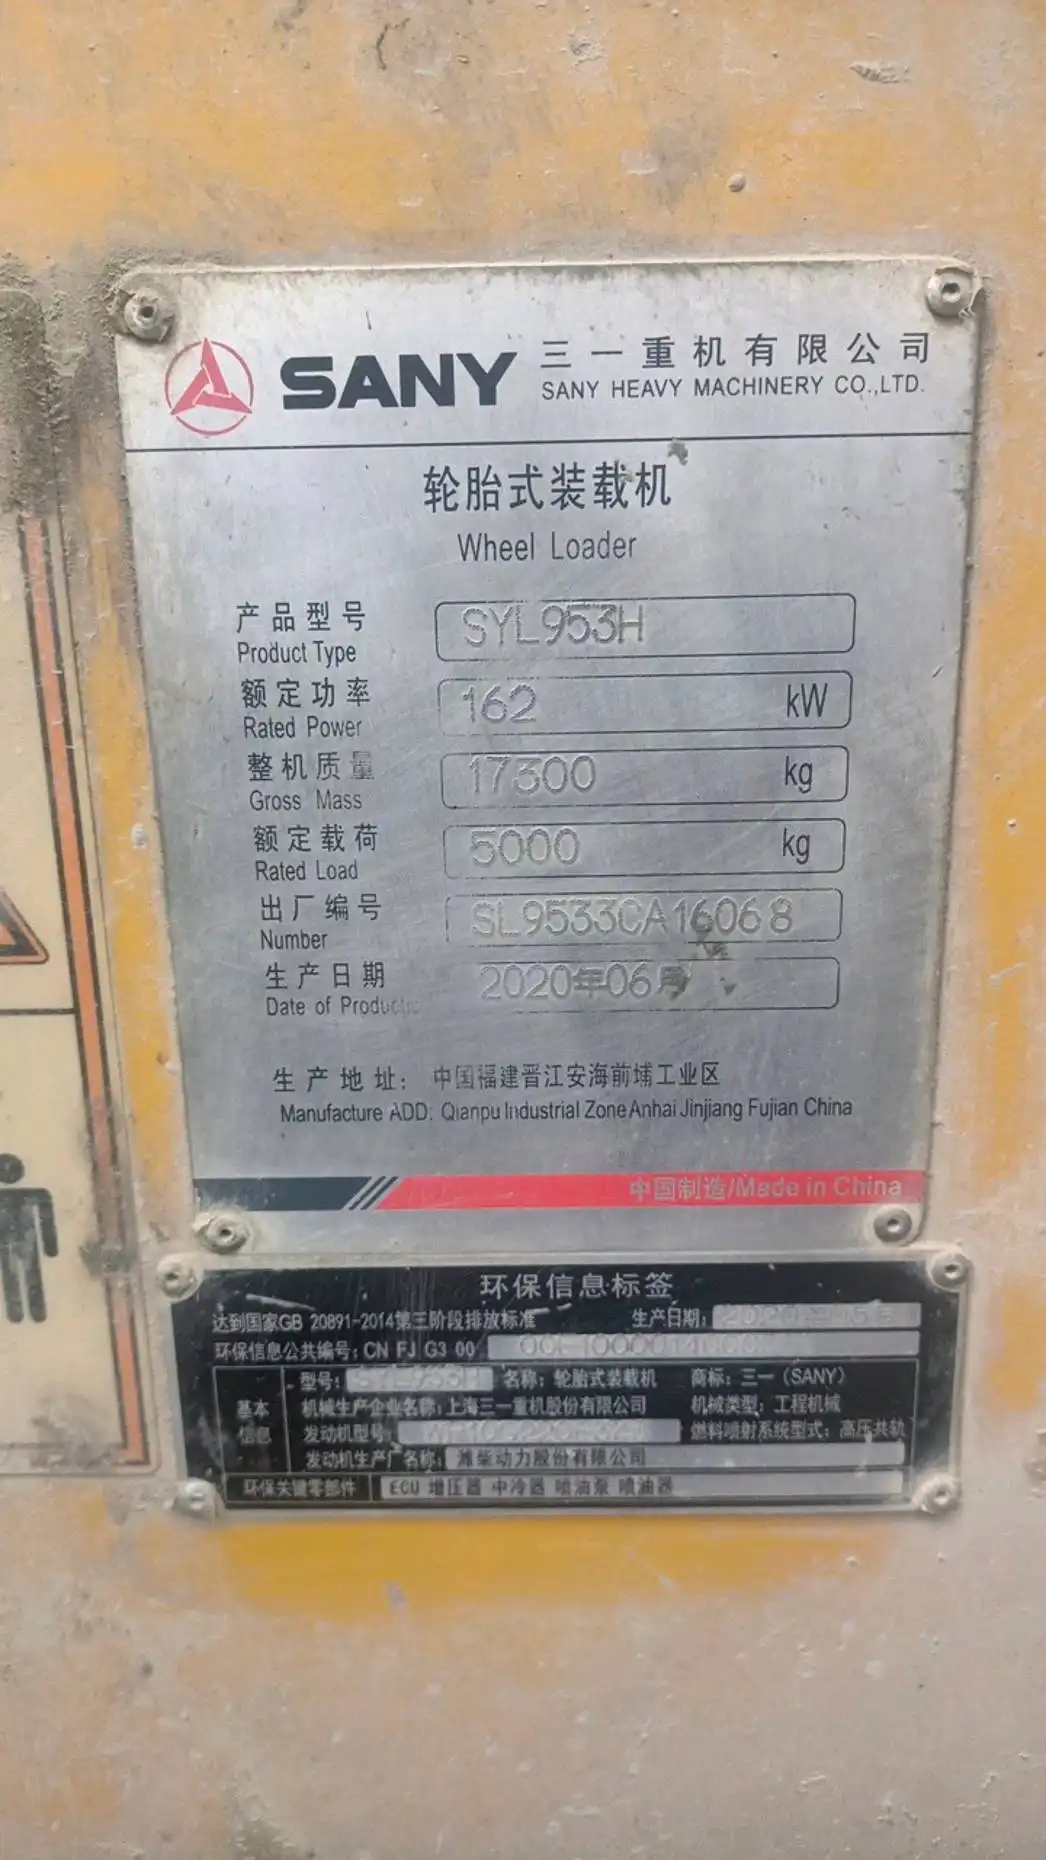 SANY 三一重机有限公司
SANY HEAVY MACHINERY CO.,LTD.
轮胎式装载机
Wheel Loader
产品型号 SYL953H
Product Type
额定功率 162 kW
Rated Power
整机质量 17300 kg
Gross Mass
额定载荷 5000 kg
Rated Load
出厂编号 SL9533CA16068
Number
生产日期 2020年06月
Date of Product
生产地址: 中国福建晋江安海前埔工业区
Manufacture ADD: Qianpu Industrial Zone Anhai Jinjiang Fujian China
中国制造/Made in China
环保信息标签
达到国家GB 20891-2014第三阶段排放标准 生产日期:
环保信息公共编号: CN FJ G3 00
型号: SYL953H 名称: 轮胎式装载机 商标: 三一 (SANY)
基本 机械生产企业名称: 上海三一重机股份有限公司 机械类型: 工程机械
信息 发动机型号: 燃料喷射系统型式: 高压共轨
发动机生产厂名称: 潍柴动力股份有限公司
环保关键零部件 ECU 增压器 中冷器 喷油泵 喷油器